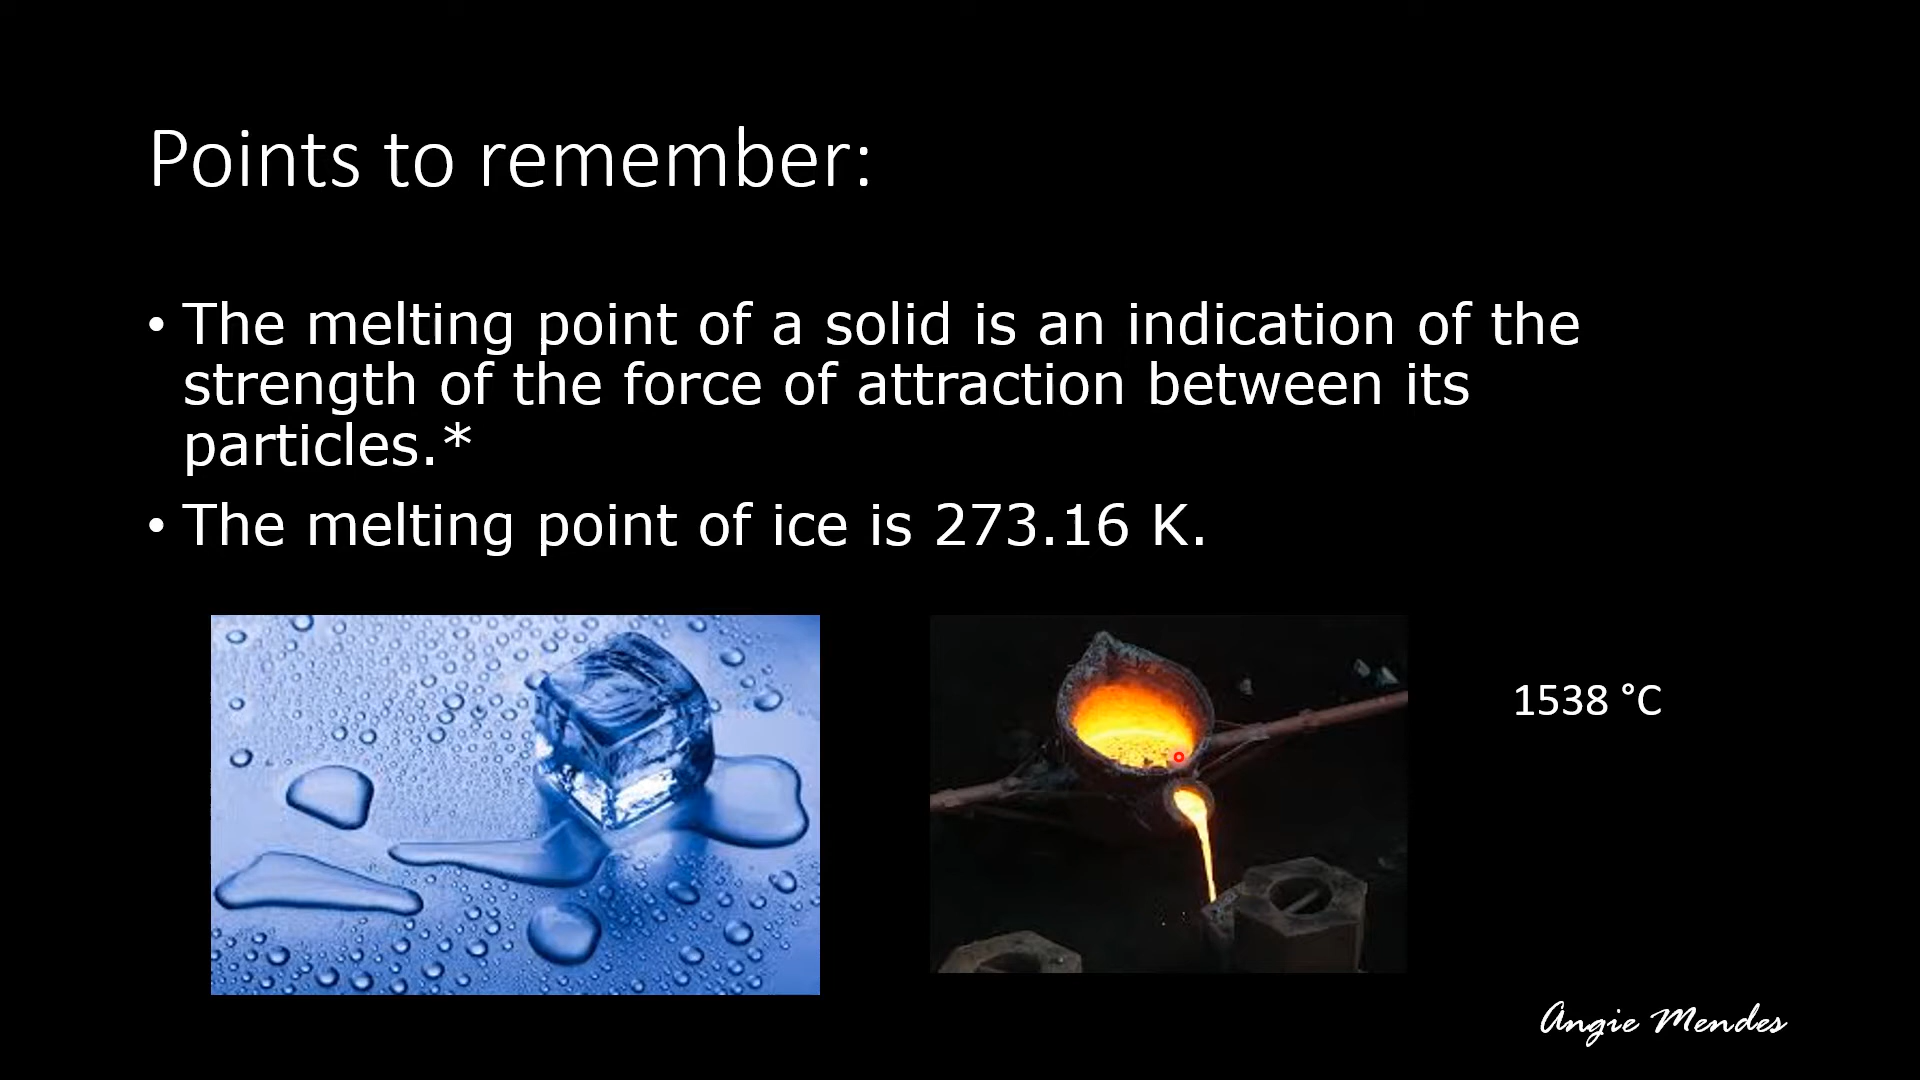 Points to remember:
• The melting point of a solid is an indication of the
strength of the force of attraction between its
particles.*
• The melting point of ice is 273.16 K.
1538 °C
Angie Mendes